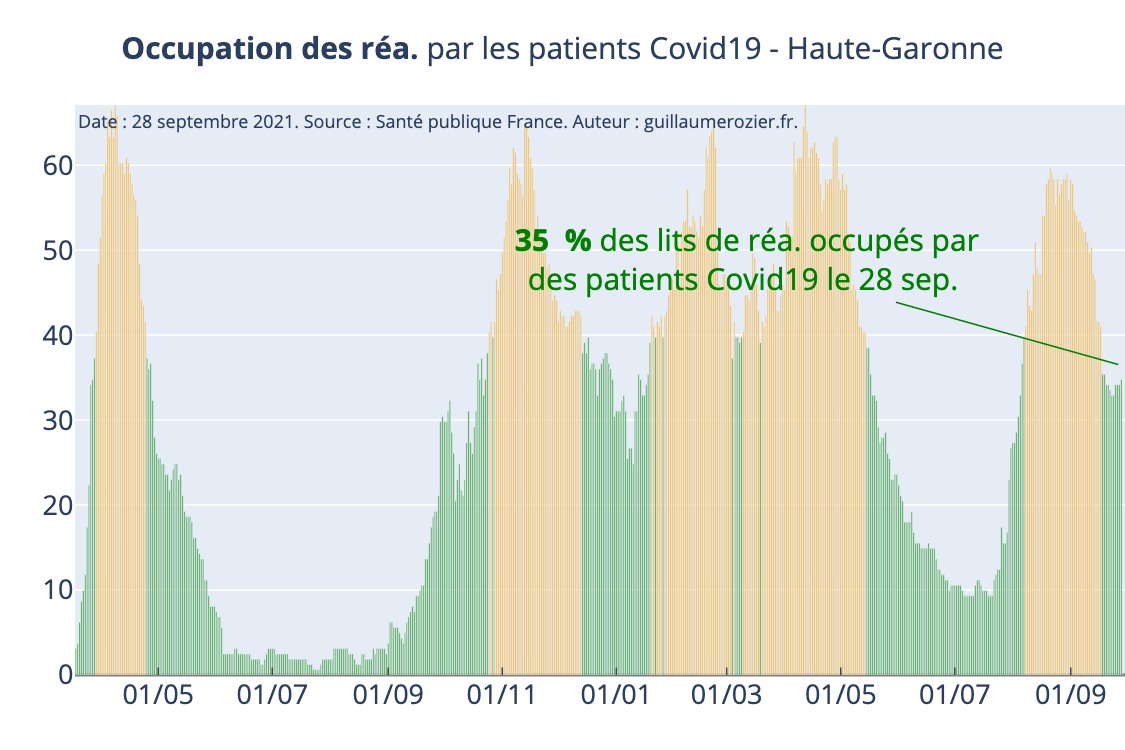 Occupation des réa. par les patients Covid19 - Haute-Garonne
Date : 28 septembre 2021. Source : Santé publique France. Auteur : guillaumerozier.fr.
60
50
40
30
20
10
0
35 % des lits de réa. occupés par
des patients Covid19 le 28 sep.
01/05 01/07 01/09 01/11 01/01 01/03 01/05 01/07 01/09